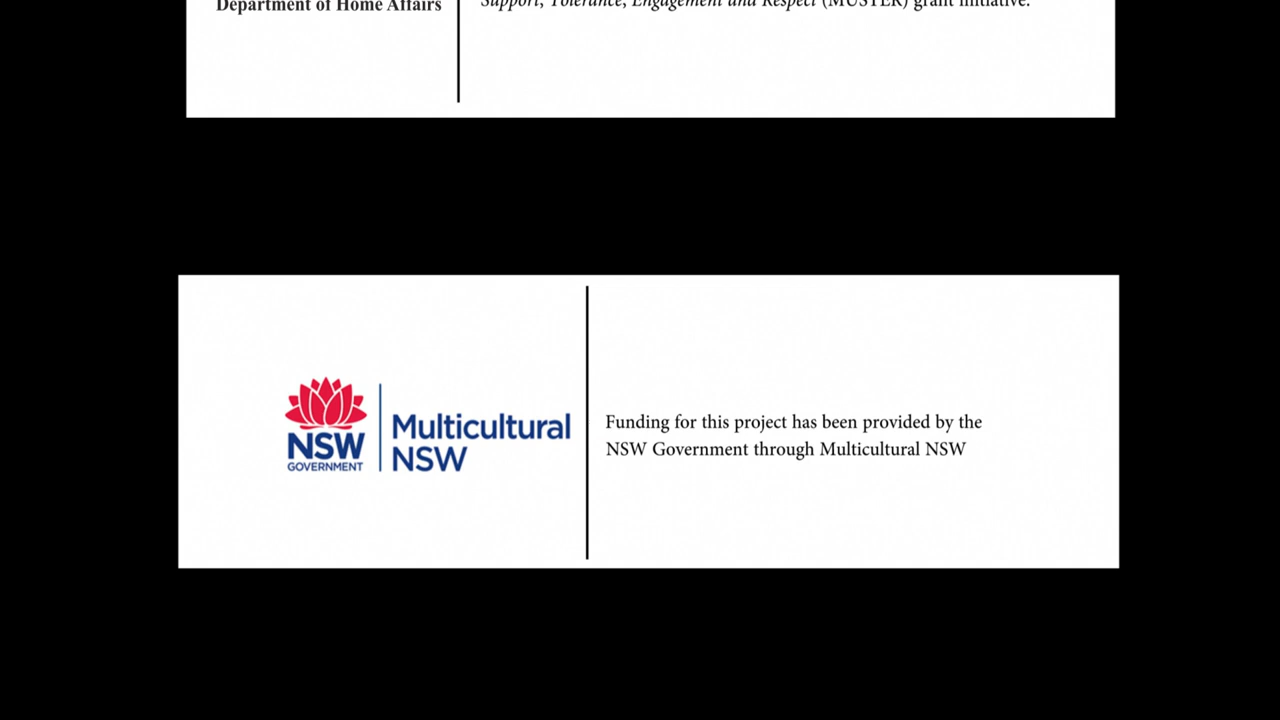 Department of Home Affairs
Support, Tolerance, Engagement and Respect (MUSTER) grant initiative.
NSW
GOVERNMENT
Multicultural
NSW
Funding for this project has been provided by the
NSW Government through Multicultural NSW